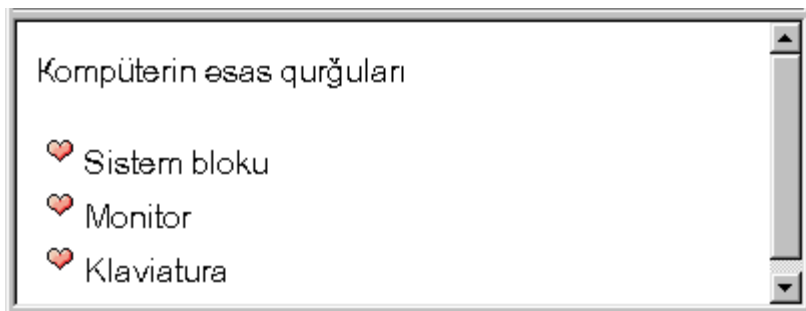 Kompüterin əsas qurğuları
Sistem bloku
Monitor
Klaviatura